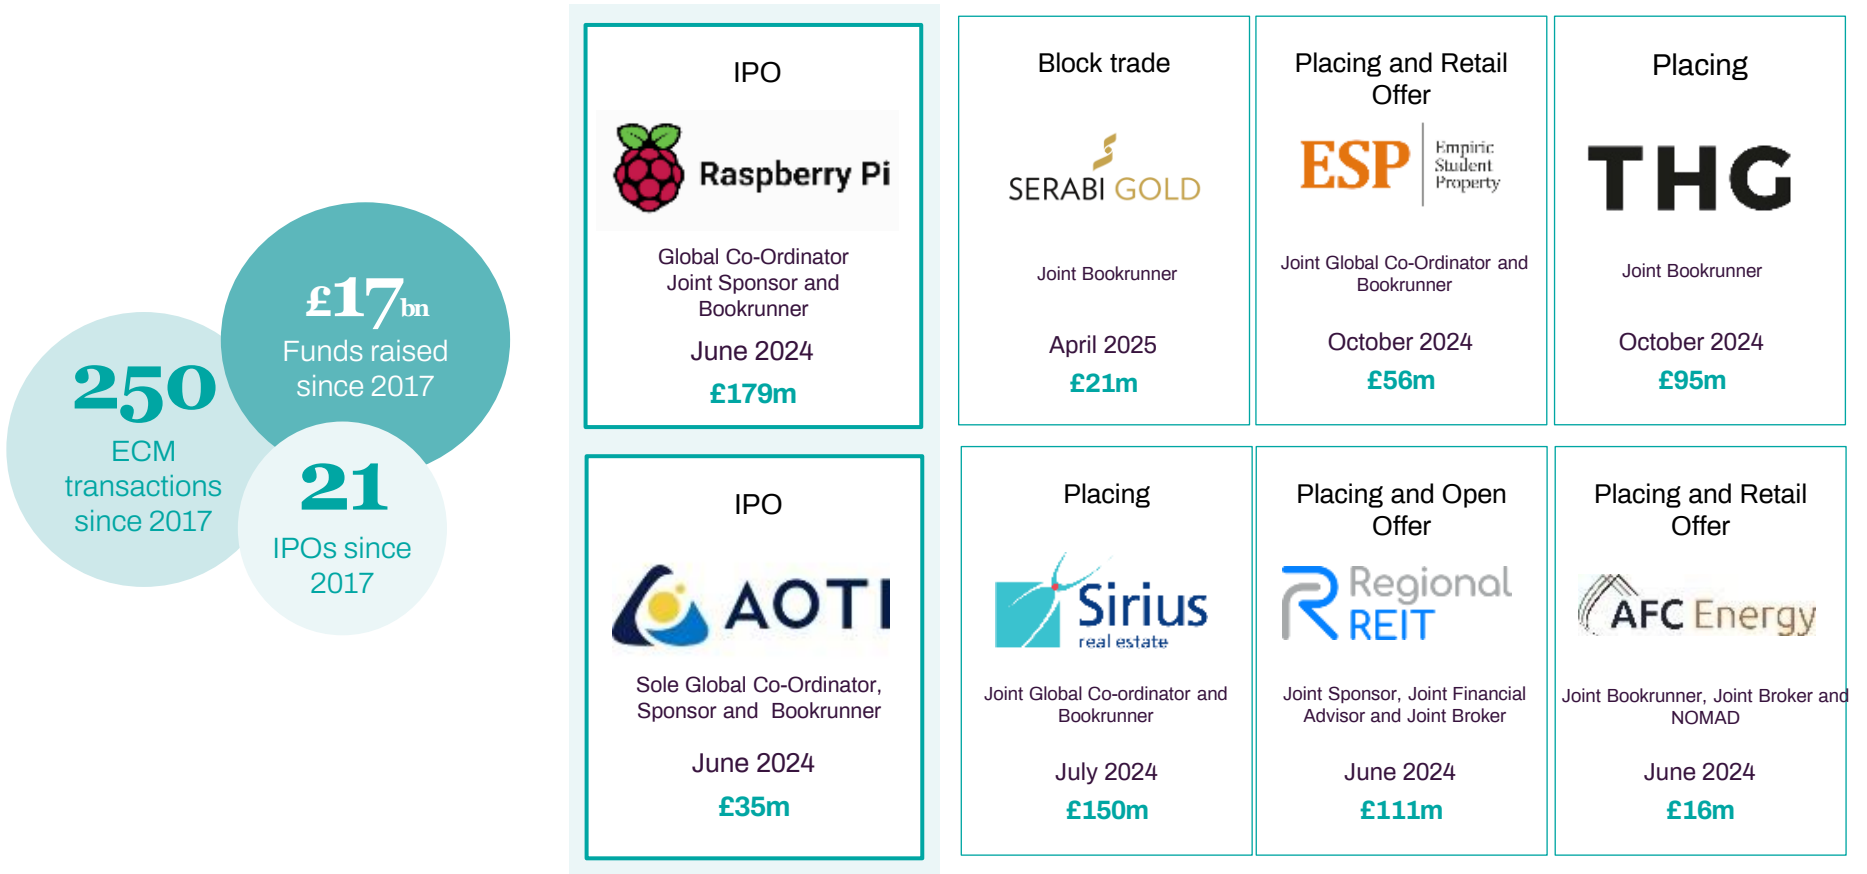 £17bn
Funds raised
since 2017
250
ECM
transactions
since 2017
21
IPOs since
2017
IPO
Raspberry Pi
Global Co-Ordinator
Joint Sponsor and
Bookrunner
June 2024
£179m
Block trade
SERABI GOLD
Joint Bookrunner
April 2025
£21m
Placing and Retail
Offer
ESP
Empiric
Student
Property
Joint Global Co-Ordinator and
Bookrunner
October 2024
£56m
Placing
THG
Joint Bookrunner
October 2024
£95m
IPO
AOTI
Sole Global Co-Ordinator,
Sponsor and Bookrunner
June 2024
£35m
Placing
Sirius
real estate
Joint Global Co-ordinator and
Bookrunner
July 2024
£150m
Placing and Open
Offer
Regional
REIT
Joint Sponsor, Joint Financial
Advisor and Joint Broker
June 2024
£111m
Placing and Retail
Offer
AFC Energy
Joint Bookrunner, Joint Broker and
NOMAD
June 2024
£16m